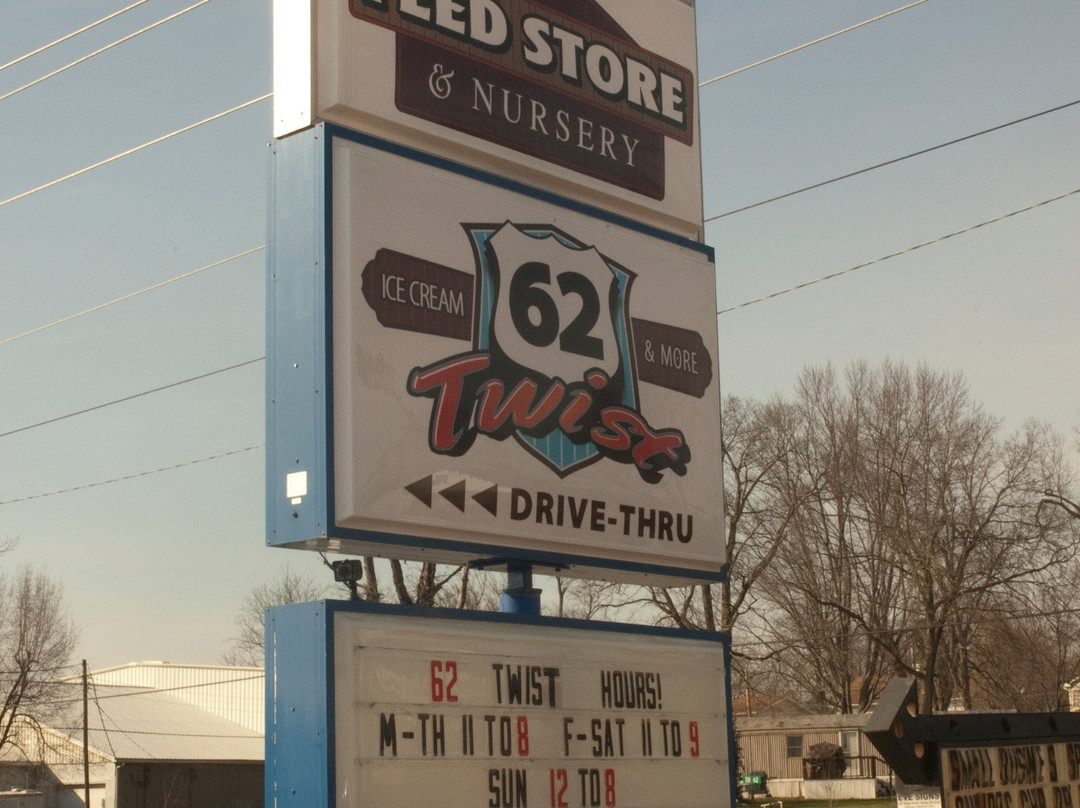 FEED STORE
& NURSERY
ICE CREAM
62
& MORE
Twist
DRIVE-THRU
62 TWIST HOURS!
M-TH 11 TO 8 F-SAT 11 TO 9
SUN 12 TO 8
SMALL